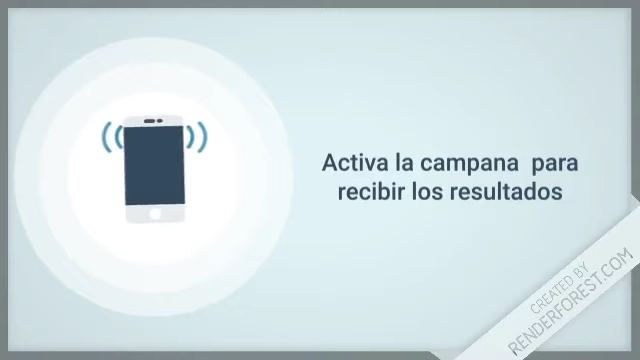 Activa la campana  para
recibir los resultados
CREATED BY
RENDERFOREST.COM